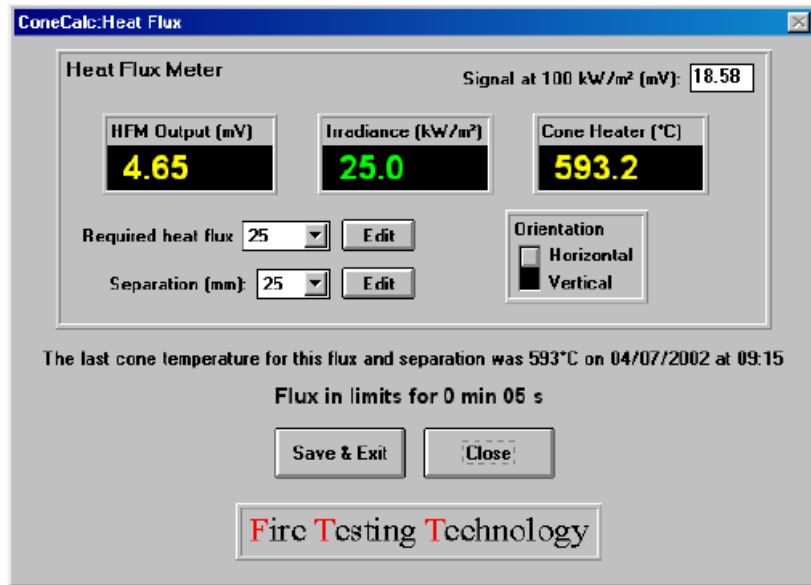 ConeCalc:Heat Flux
Heat Flux Meter
Signal at 100 kW/m² (mV): 18.58
HFM Output (mV)
4.65
Irradiance (kW/m²)
25.0
Cone Heater (°C)
593.2
Required heat flux 25 Edit
Separation (mm): 25 Edit
Orientation
Horizontal
Vertical
The last cone temperature for this flux and separation was 593°C on 04/07/2002 at 09:15
Flux in limits for 0 min 05 s
Save & Exit
Close
Fire Testing Technology